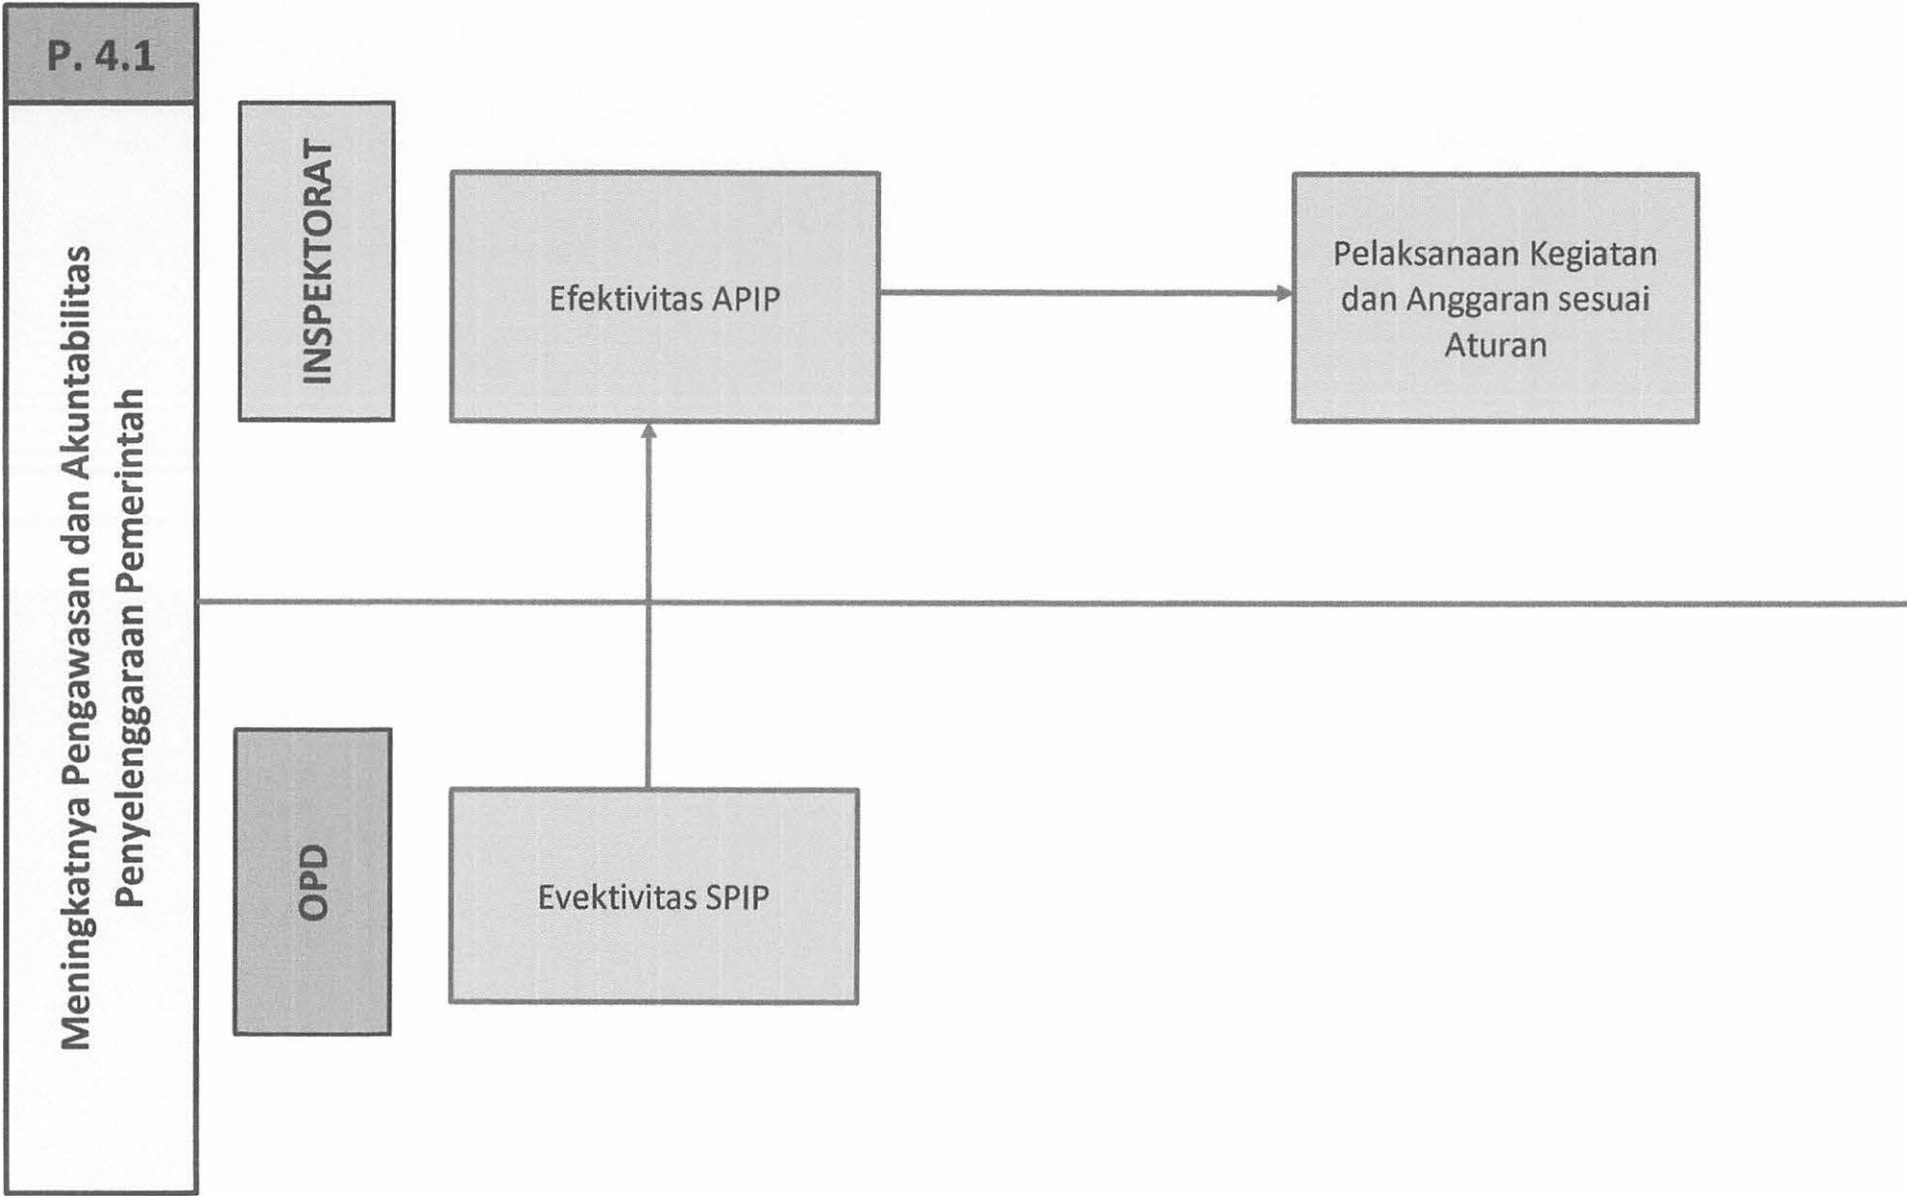 P. 4.1
Meningkatnya Pengawasan dan Akuntabilitas
Penyelenggaraan Pemerintah
INSPEKTORAT
Efektivitas APIP
Pelaksanaan Kegiatan
dan Anggaran sesuai
Aturan
OPD
Evektivitas SPIP